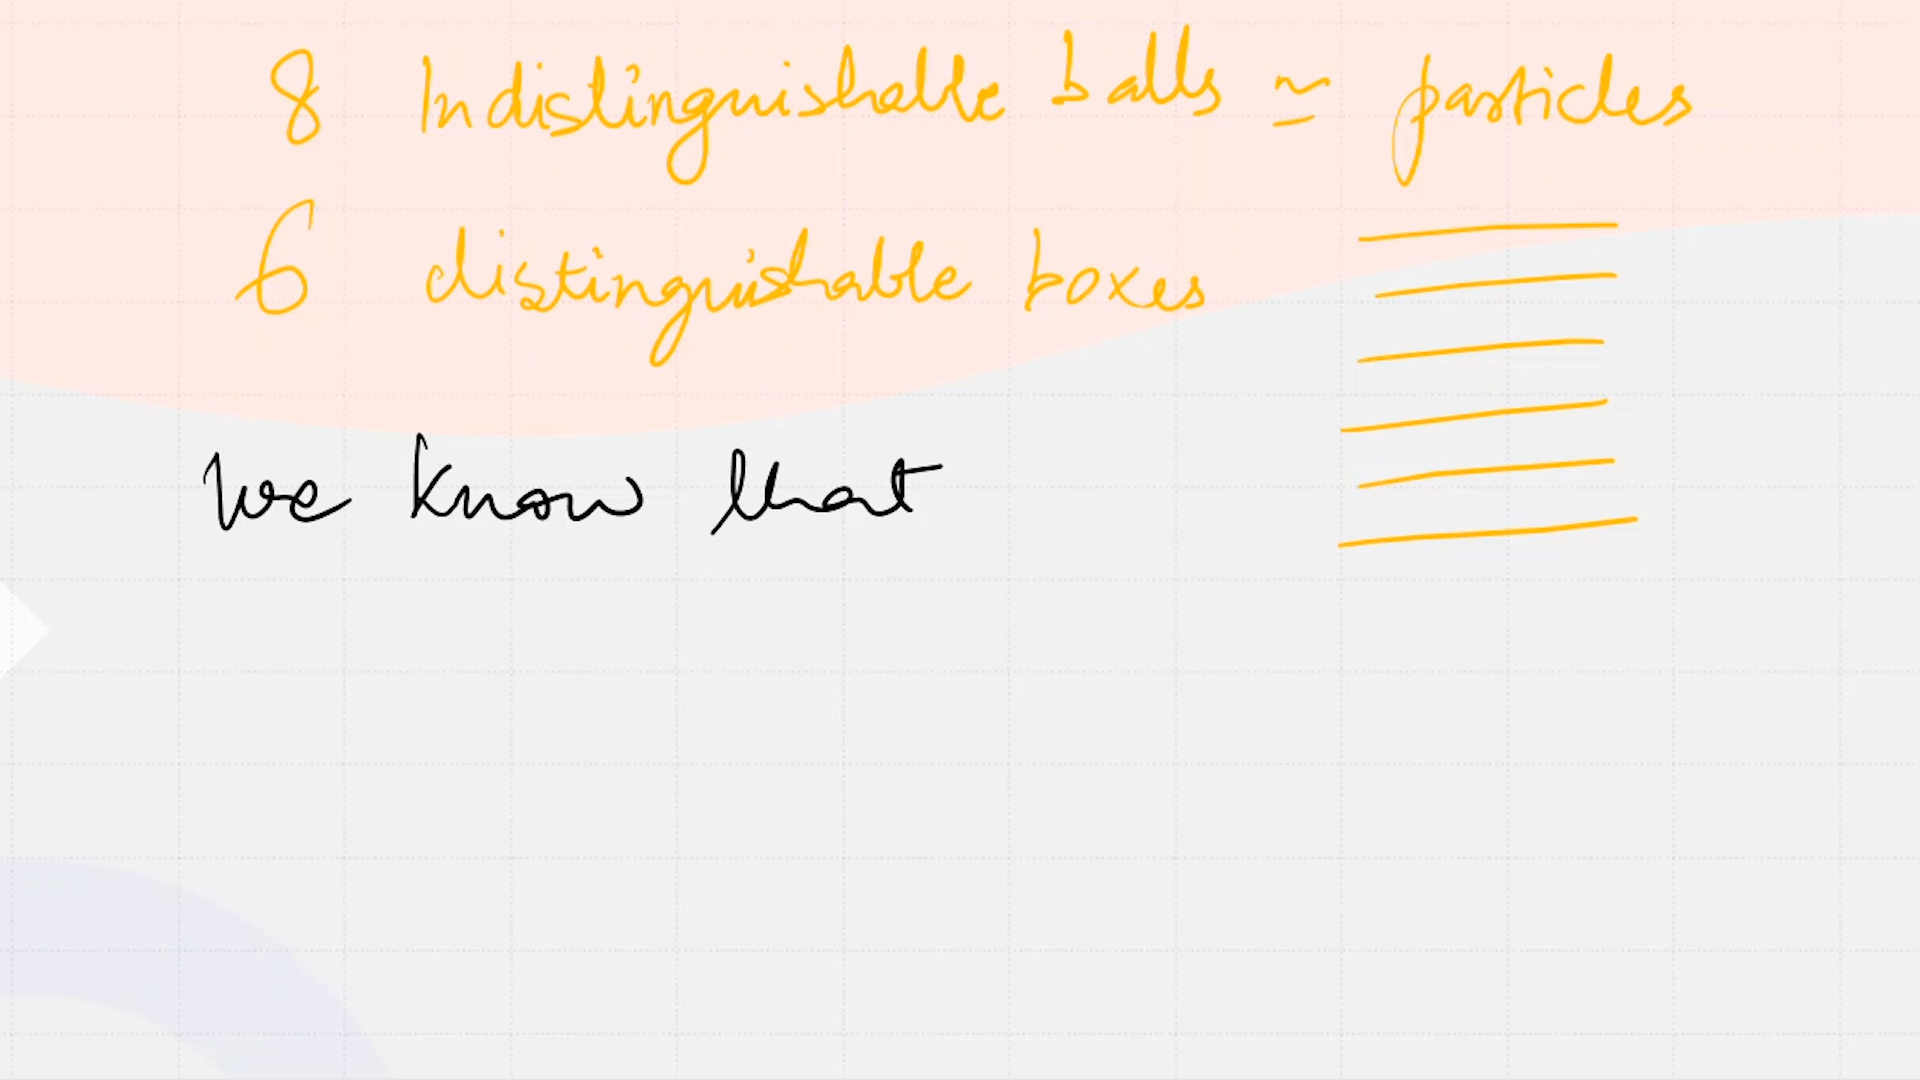 8 Indistinguishable balls ≃ particles
6 distinguishable boxes
we know that